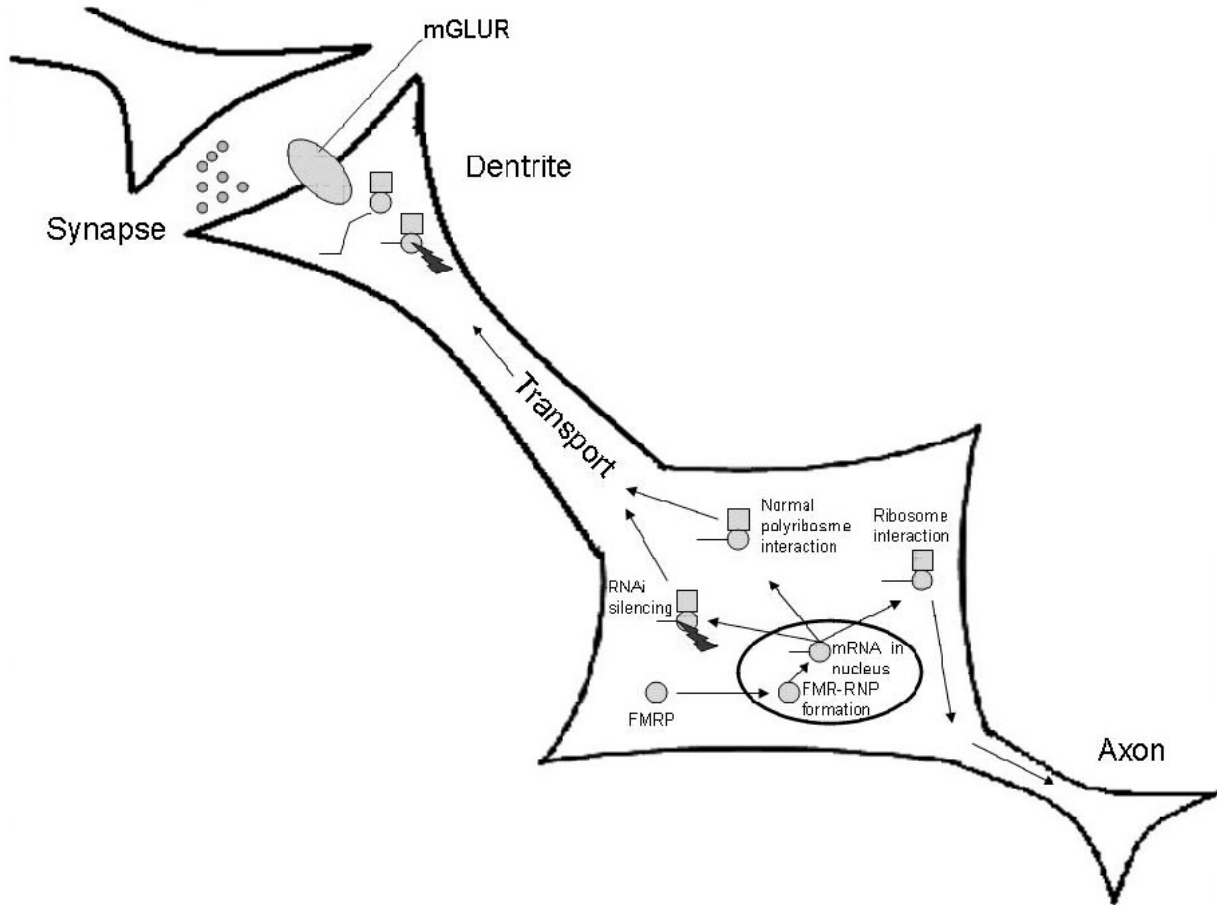 mGLUR
Dentrite
Synapse
Transport
Normal
polyribosme
interaction
Ribosome
interaction
RNAi
silencing
mRNA in
nucleus
FMR-RNP
formation
FMRP
Axon